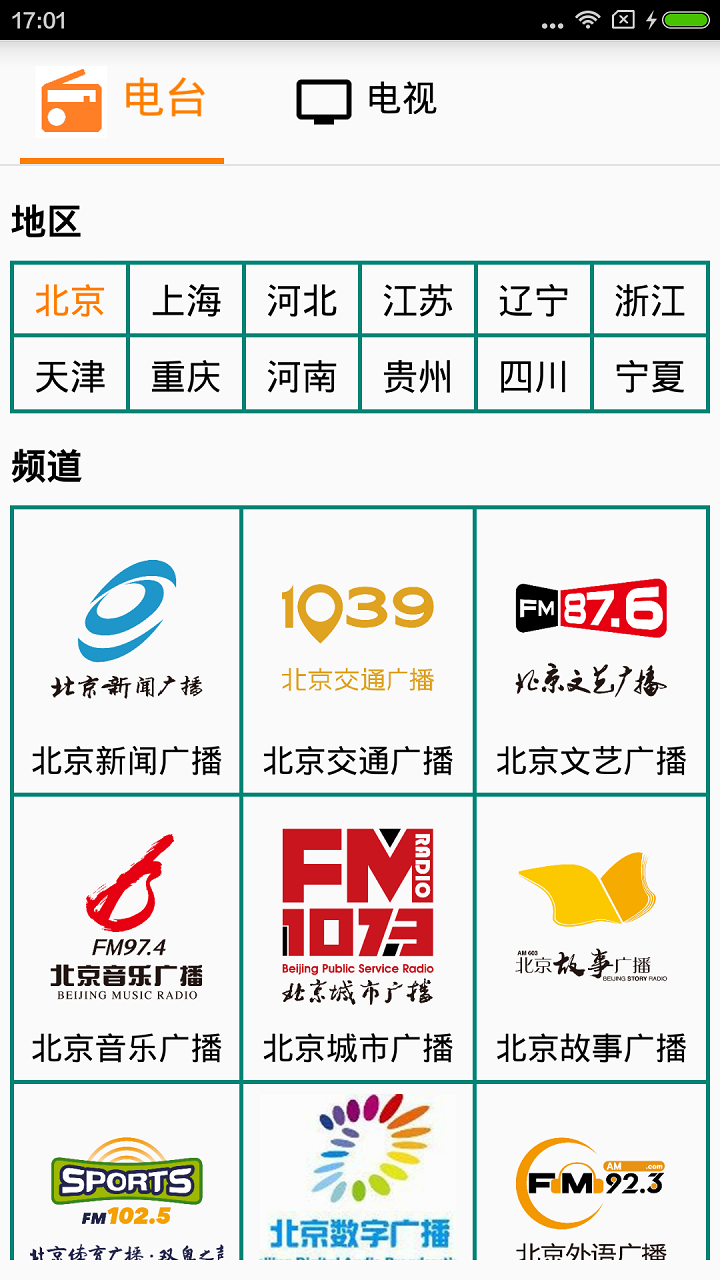 17:01
电台 电视
地区
北京 上海 河北 江苏 辽宁 浙江
天津 重庆 河南 贵州 四川 宁夏
频道
1039 FM 87.6
北京新闻广播 北京交通广播 北京文艺广播
北京新闻广播 北京交通广播 北京文艺广播
FM RADIO
1073
FM97.4
北京音乐广播
BEIJING MUSIC RADIO
Beijing Public Service Radio
北京城市广播
AM 603
北京故事广播
BEIJING STORY RADIO
北京音乐广播 北京城市广播 北京故事广播
SPORTS
FM102.5
北京体育广播·双奥之声
北京数字广播
AM .com
FM92.3
北京外语广播